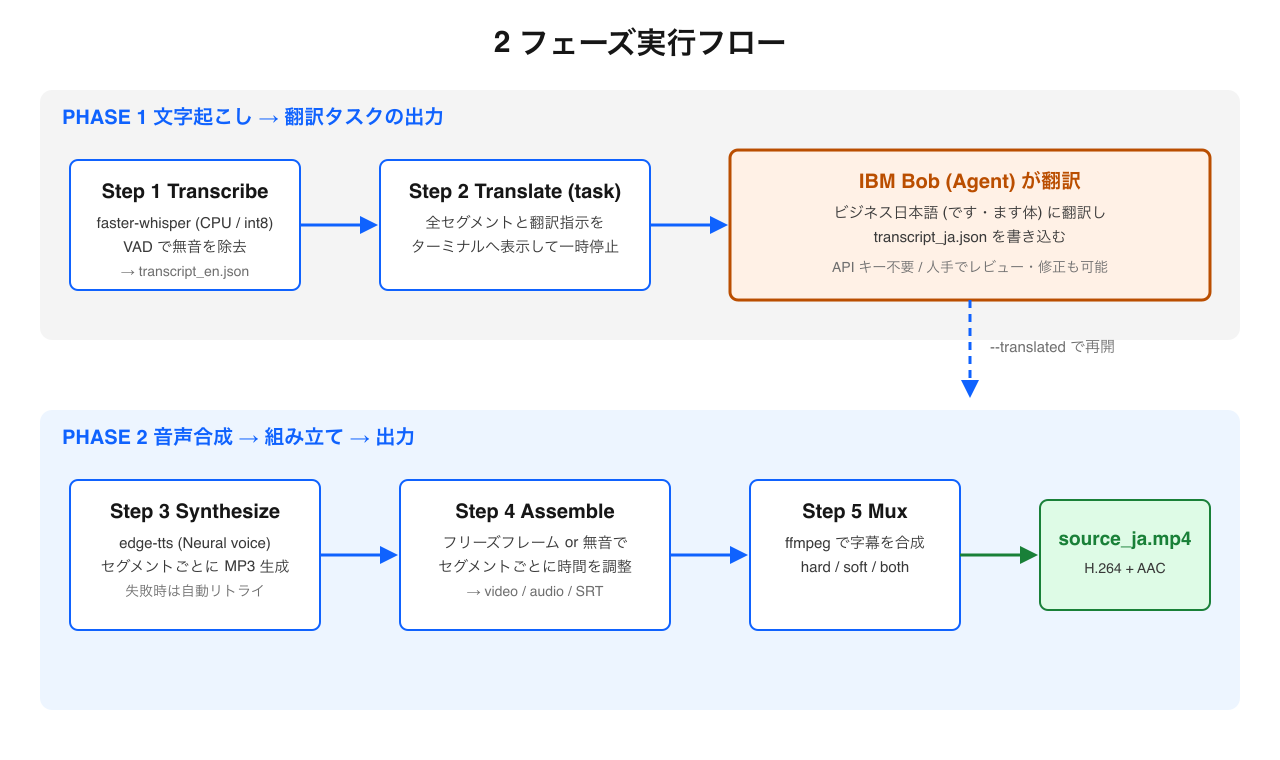 2 フェーズ実行フロー
PHASE 1 文字起こし → 翻訳タスクの出力
Step 1 Transcribe
faster-whisper (CPU / int8)
VAD で無音を除去
→ transcript_en.json
Step 2 Translate (task)
全セグメントと翻訳指示を
ターミナルへ表示して一時停止
IBM Bob (Agent) が翻訳
ビジネス日本語 (です・ます体) に翻訳し
transcript_ja.json を書き込む
API キー不要 / 人手でレビュー・修正も可能
--translated で再開
PHASE 2 音声合成 → 組み立て → 出力
Step 3 Synthesize
edge-tts (Neural voice)
セグメントごとに MP3 生成
失敗時は自動リトライ
Step 4 Assemble
フリーズフレーム or 無音で
セグメントごとに時間を調整
→ video / audio / SRT
Step 5 Mux
ffmpeg で字幕を合成
hard / soft / both
source_ja.mp4
H.264 + AAC